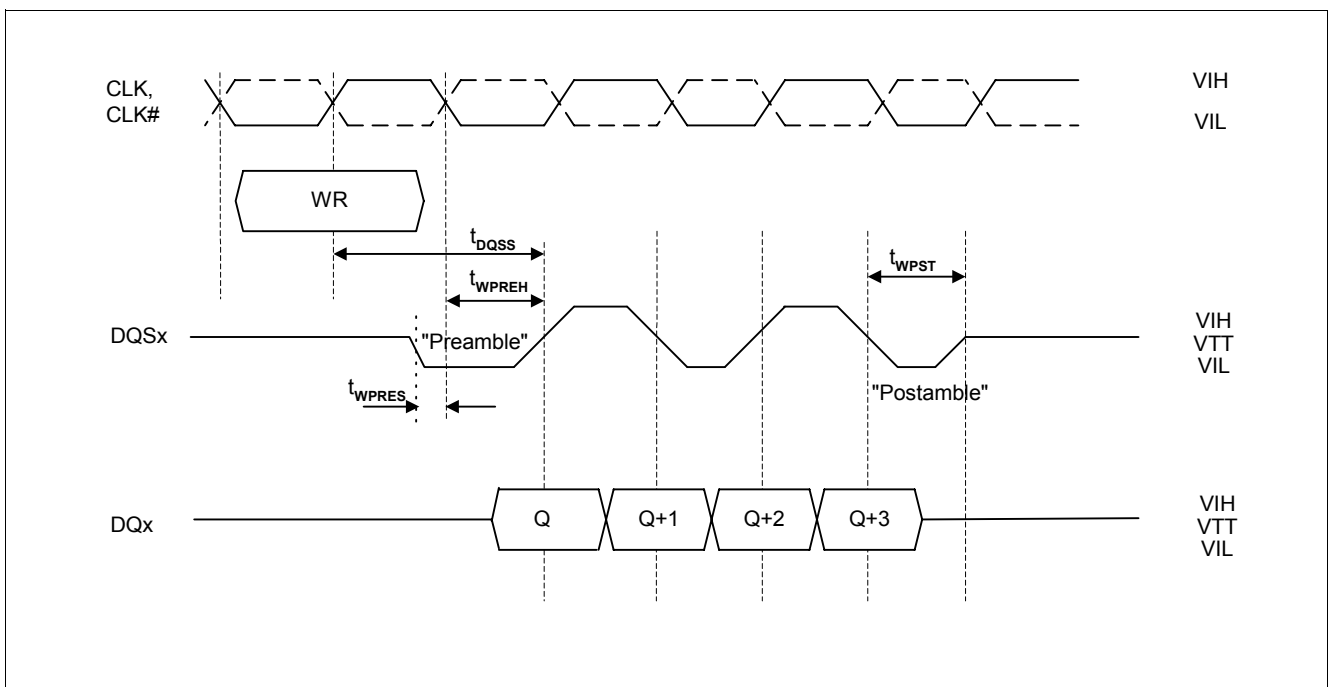 CLK,
CLK#
VIH
VIL
WR
tDQSS
tWPREH
tWPST
DQSx
"Preamble"
VIH
VTT
VIL
tWPRES
"Postamble"
DQx
Q
Q+1
Q+2
Q+3
VIH
VTT
VIL